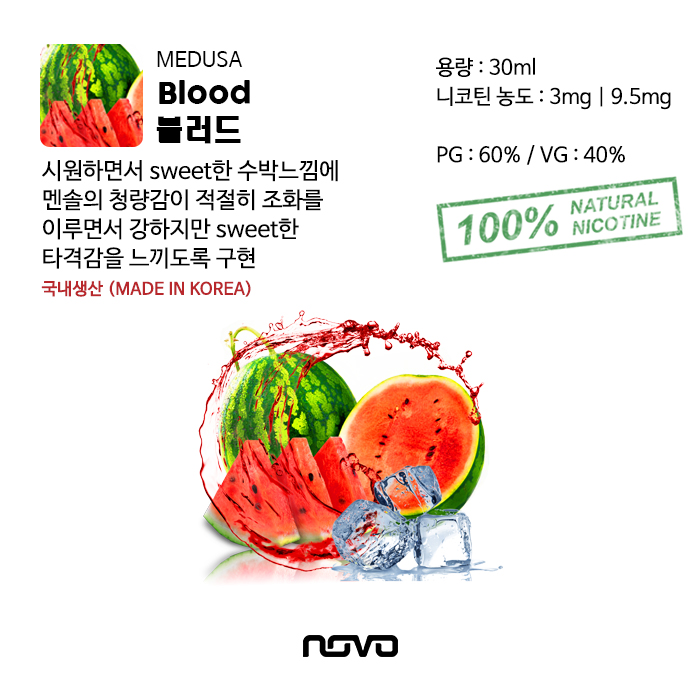 MEDUSA
Blood
블러드
시원하면서 sweet한 수박느낌에
멘솔의 청량감이 적절히 조화를
이루면서 강하지만 sweet한
타격감을 느끼도록 구현
국내생산 (MADE IN KOREA)
용량 : 30ml
니코틴 농도 : 3mg | 9.5mg
PG : 60% / VG : 40%
100% NATURAL
NICOTINE
novo